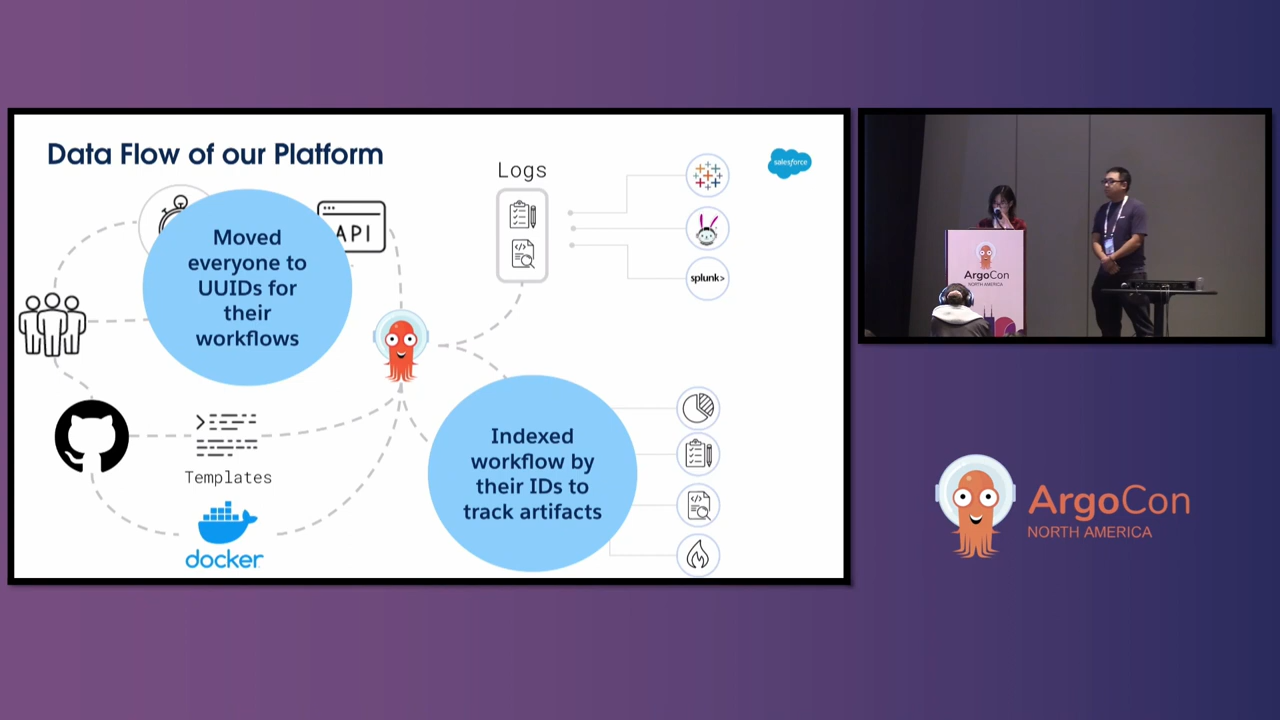 Data Flow of our Platform
Logs
salesforce
API
Moved
everyone to
UUIDs for
their
workflows
splunk>
Indexed
workflow by
their IDs to
track artifacts
Templates
docker
ArgoCon
NORTH AMERICA
ArgoCon
NORTH AMERICA